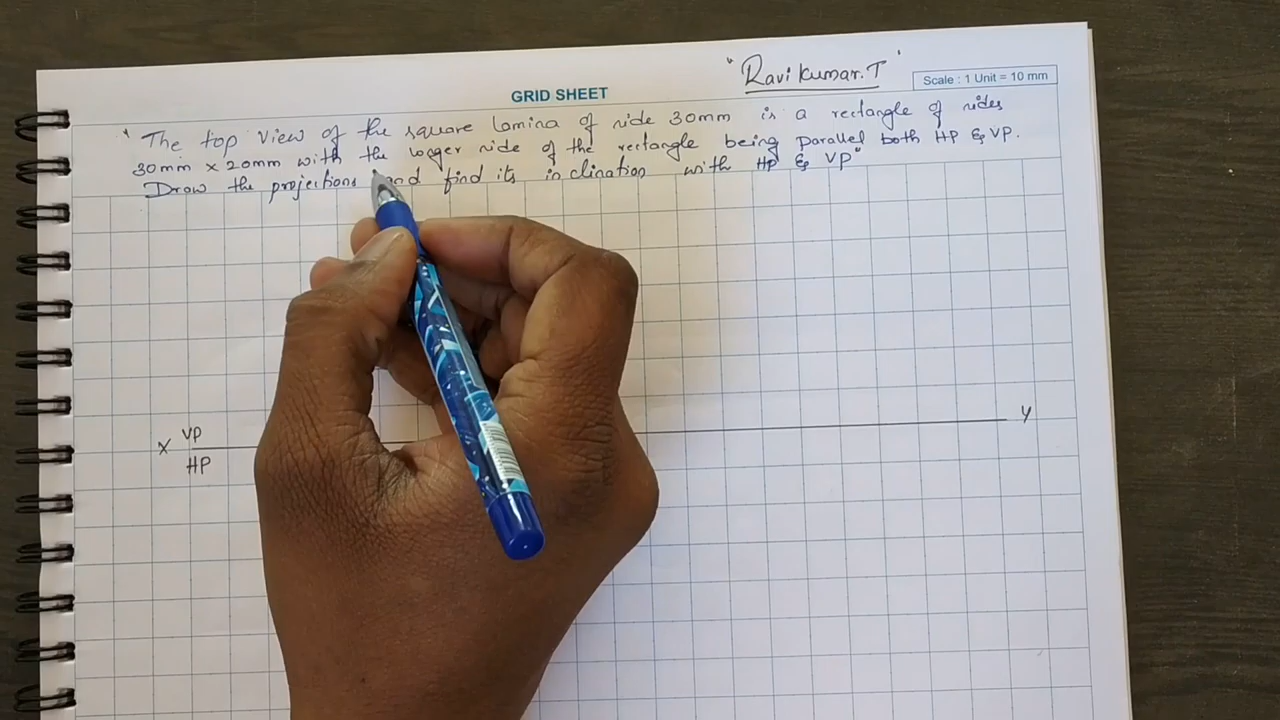 "Ravi kumar.T"
GRID SHEET
Scale : 1 Unit = 10 mm
"The top view of the square lamina of side 30mm is a rectangle of sides
30mm x 20mm with the longer side of the rectangle being parallel both HP & VP.
Draw the projections and find its inclination with HP & VP"
X VP
HP
Y